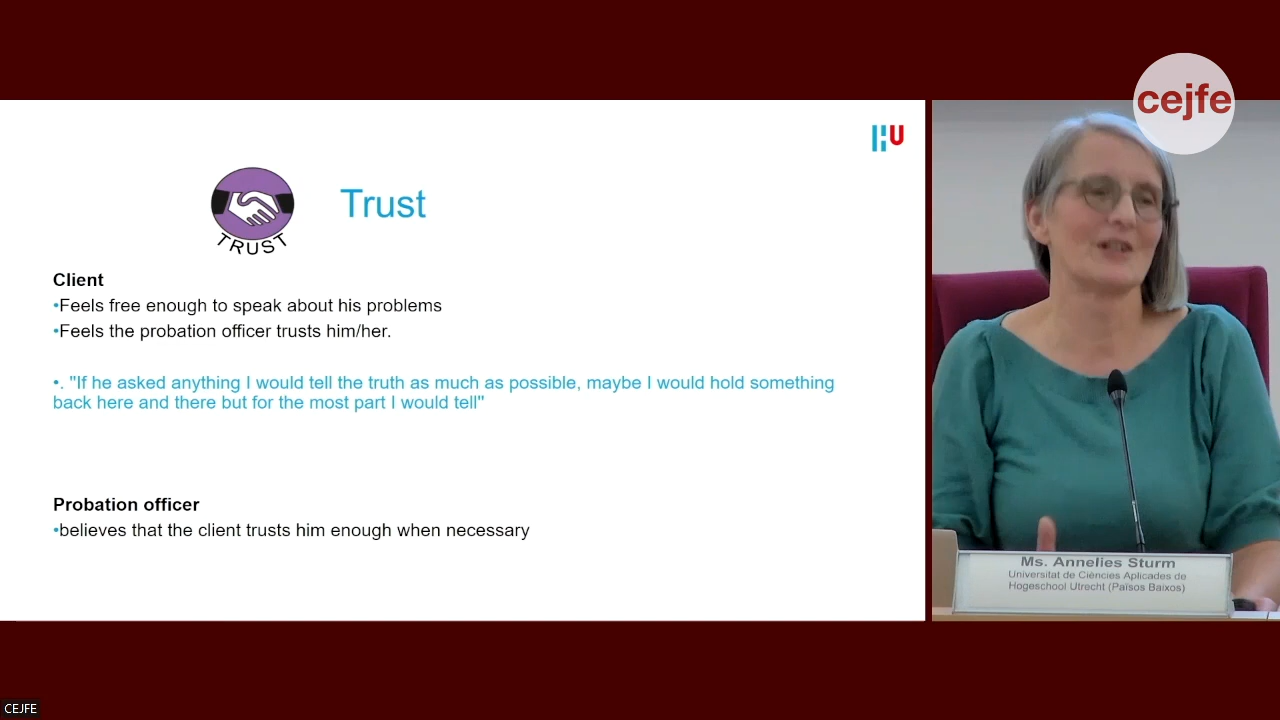 cejfe
HU
TRUST
Trust
Client
•Feels free enough to speak about his problems
•Feels the probation officer trusts him/her.
•. "If he asked anything I would tell the truth as much as possible, maybe I would hold something
back here and there but for the most part I would tell"
Probation officer
•believes that the client trusts him enough when necessary
Ms. Annelies Sturm
Universitat de Ciències Aplicades de
Hogeschool Utrecht (Països Baixos)
CEJFE